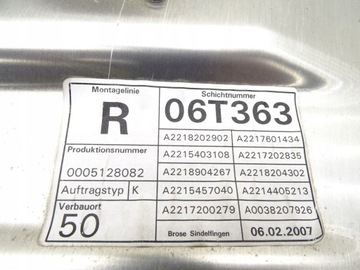 Montagelinie
Schichtnummer
R
06T363
A2218202902 A2217601434
Produktionsnummer
A2215403108 A2217202835
0005128082
A2218904267 A2218204302
Auftragstyp K
A2215457040 A2214405213
Verbauort
50
A2217200279 A0038207926
Brose Sindelfingen 06.02.2007